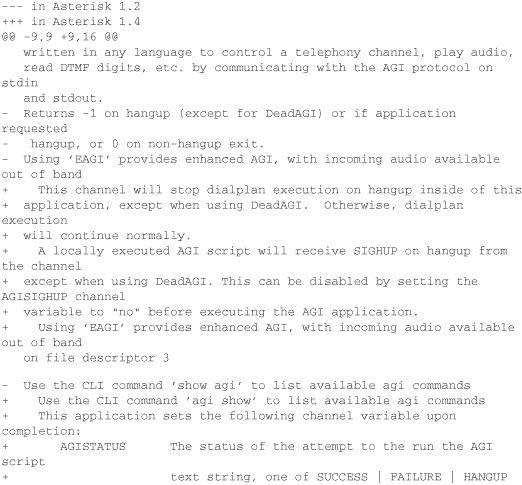 --- in Asterisk 1.2
+++ in Asterisk 1.4
@@ -9,9 +9,16 @@
written in any language to control a telephony channel, play audio,
read DTMF digits, etc. by communicating with the AGI protocol on
stdin
and stdout.
- Returns -1 on hangup (except for DeadAGI) or if application
requested
- hangup, or 0 on non-hangup exit.
- Using ‘EAGI’ provides enhanced AGI, with incoming audio available
out of band
+ This channel will stop dialplan execution on hangup inside of this
+ application, except when using DeadAGI. Otherwise, dialplan
execution
+ will continue normally.
+ A locally executed AGI script will receive SIGHUP on hangup from
the channel
+ except when using DeadAGI. This can be disabled by setting the
AGISIGHUP channel
+ variable to "no" before executing the AGI application.
+ Using ‘EAGI’ provides enhanced AGI, with incoming audio available
out of band
on file descriptor 3
- Use the CLI command ‘show agi’ to list available agi commands
+ Use the CLI command ‘agi show’ to list available agi commands
+ This application sets the following channel variable upon
completion:
+ AGISTATUS The status of the attempt to the run the AGI
script
+ text string, one of SUCCESS | FAILURE | HANGUP